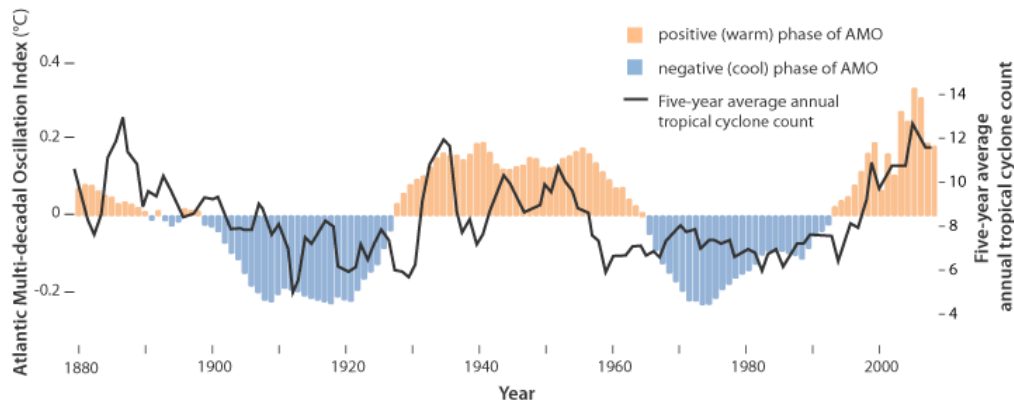 Atlantic Multi-decadal Oscillation Index (°C)
0.4
0.2
0
-0.2
positive (warm) phase of AMO
negative (cool) phase of AMO
Five-year average annual
tropical cyclone count
14
12
10
8
6
4
Five-year average
annual tropical cyclone count
1880
1900
1920
1940
1960
1980
2000
Year